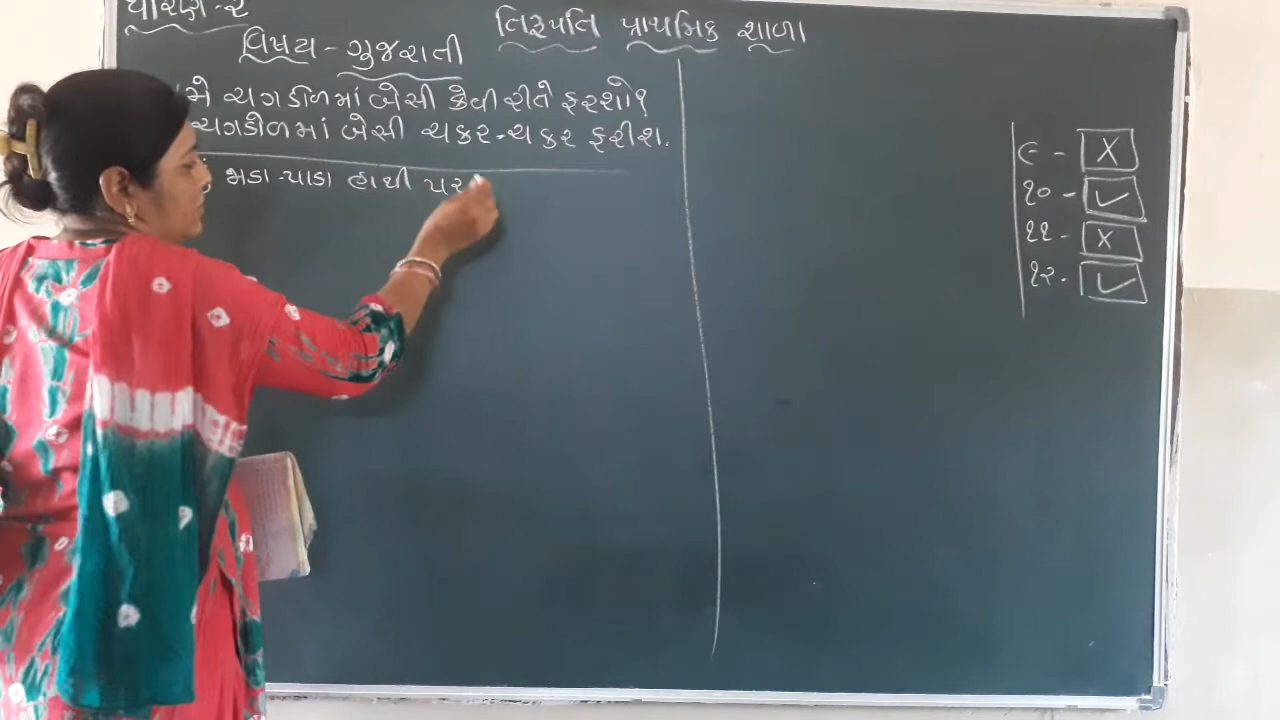 ધોરણ-૨
તિરૂપતિ પ્રાથમિક શાળા
વિષય - ગુજરાતી
ચગડોળમાં બેસી કેવી રીતે ફરશો?
ચગડોળમાં બેસી ચકર-ચકર ફરીશ.
હાથી પર
૯ - X
૧૦ - ✓
૧૧ - X
૧૨. ✓